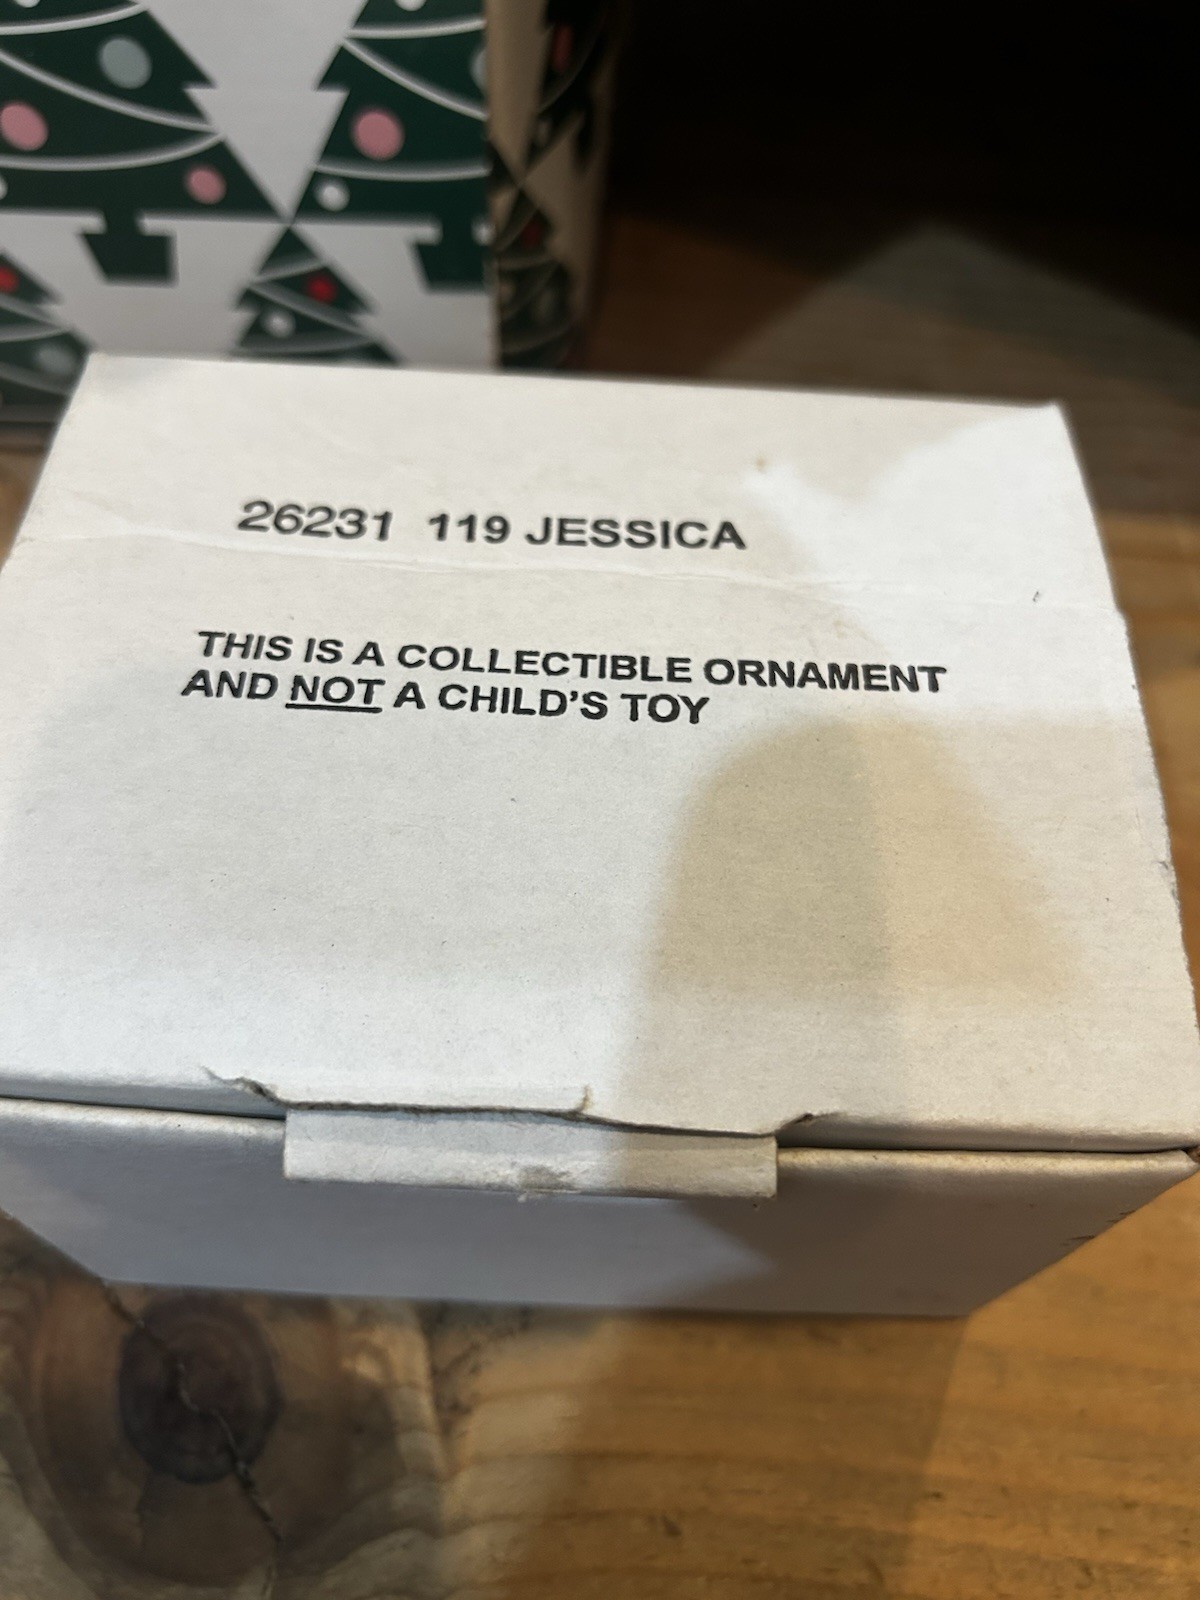 26231 119 JESSICA
THIS IS A COLLECTIBLE ORNAMENT
AND NOT A CHILD'S TOY